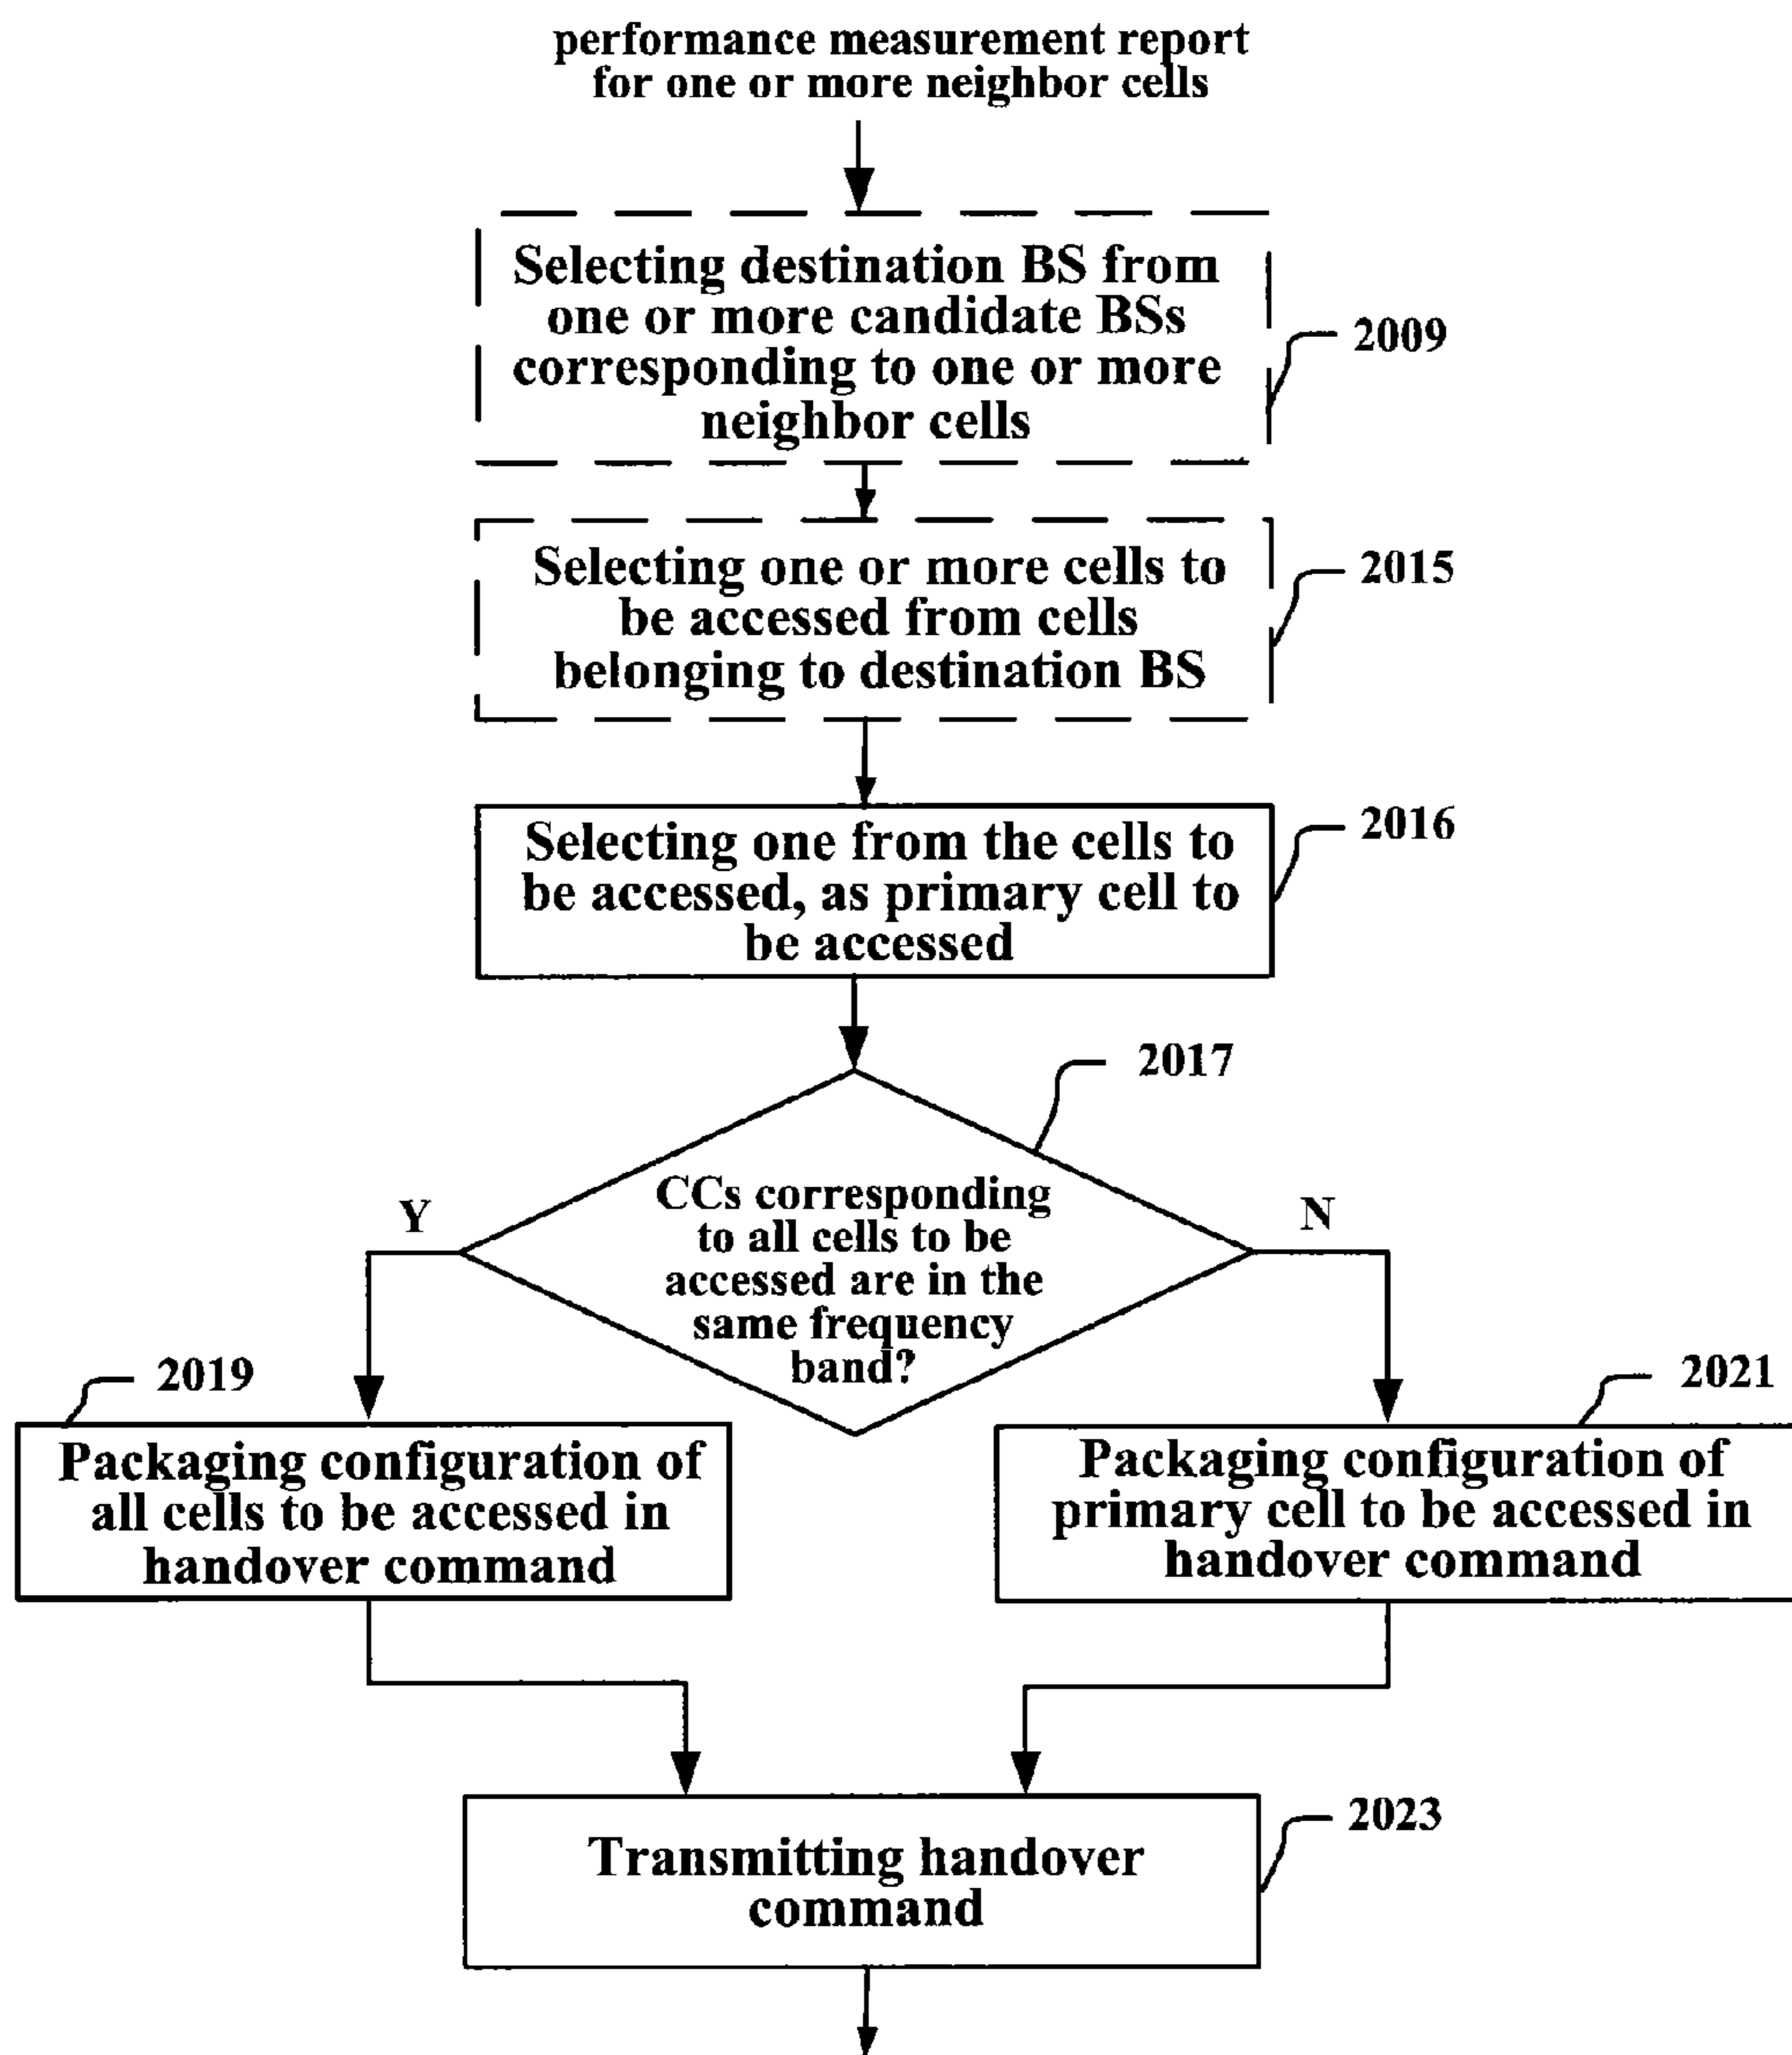 performance measurement report
for one or more neighbor cells
Selecting destination BS from
one or more candidate BSs
corresponding to one or more
neighbor cells
2009
Selecting one or more cells to
be accessed from cells
belonging to destination BS
2015
Selecting one from the cells to
be accessed, as primary cell to
be accessed
2016
2017
CCs corresponding
to all cells to be
accessed are in the
same frequency
band?
Y
N
2019
Packaging configuration of
all cells to be accessed in
handover command
2021
Packaging configuration of
primary cell to be accessed in
handover command
Transmitting handover
command
2023